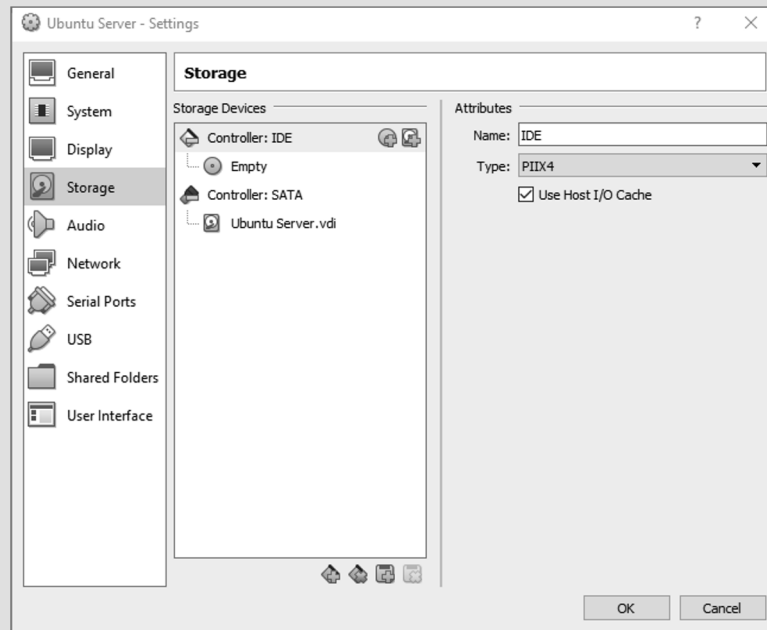 Ubuntu Server - Settings ? ×
General
System
Display
Storage
Audio
Network
Serial Ports
USB
Shared Folders
User Interface
Storage
Storage Devices
Controller: IDE
Empty
Controller: SATA
Ubuntu Server.vdi
Attributes
Name: IDE
Type: PIIX4
Use Host I/O Cache
OK Cancel